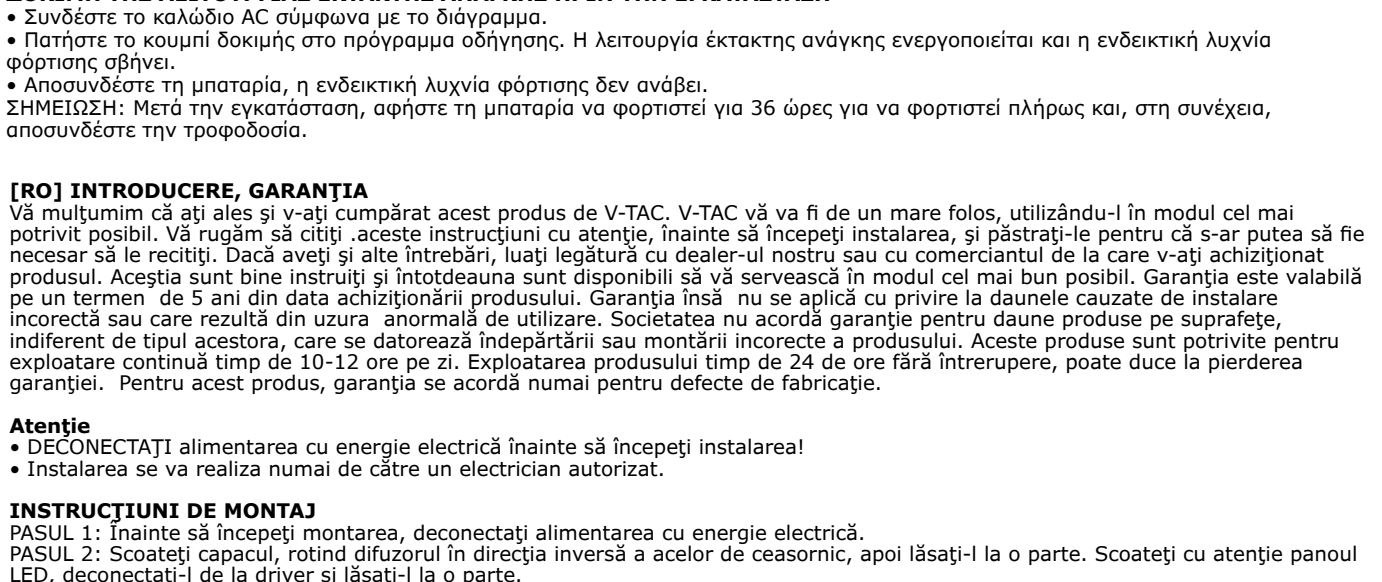 • Συνδέστε το καλώδιο AC σύμφωνα με το διάγραμμα.
• Πατήστε το κουμπί δοκιμής στο πρόγραμμα οδήγησης. Η λειτουργία έκτακτης ανάγκης ενεργοποιείται και η ενδεικτική λυχνία
φόρτισης σβήνει.
• Αποσυνδέστε τη μπαταρία, η ενδεικτική λυχνία φόρτισης δεν ανάβει.
ΣΗΜΕΙΩΣΗ: Μετά την εγκατάσταση, αφήστε τη μπαταρία να φορτιστεί για 36 ώρες για να φορτιστεί πλήρως και, στη συνέχεια,
αποσυνδέστε την τροφοδοσία.
[RO] INTRODUCERE, GARANŢIA
Vă mulţumim că aţi ales şi v-aţi cumpărat acest produs de V-TAC. V-TAC vă va fi de un mare folos, utilizându-l în modul cel mai
potrivit posibil. Vă rugăm să citiţi .aceste instrucţiuni cu atenţie, înainte să începeţi instalarea, şi păstraţi-le pentru că s-ar putea să fie
necesar să le recitiţi. Dacă aveţi şi alte întrebări, luaţi legătură cu dealer-ul nostru sau cu comerciantul de la care v-aţi achiziţionat
produsul. Aceştia sunt bine instruiţi şi întotdeauna sunt disponibili să vă servească în modul cel mai bun posibil. Garanţia este valabilă
pe un termen  de 5 ani din data achiziţionării produsului. Garanţia însă  nu se aplică cu privire la daunele cauzate de instalare
incorectă sau care rezultă din uzura  anormală de utilizare. Societatea nu acordă garanţie pentru daune produse pe suprafeţe,
indiferent de tipul acestora, care se datorează îndepărtării sau montării incorecte a produsului. Aceste produse sunt potrivite pentru
exploatare continuă timp de 10-12 ore pe zi. Exploatarea produsului timp de 24 de ore fără întrerupere, poate duce la pierderea
garanţiei.  Pentru acest produs, garanţia se acordă numai pentru defecte de fabricaţie.
Atenţie
• DECONECTAŢI alimentarea cu energie electrică înainte să începeţi instalarea!
• Instalarea se va realiza numai de către un electrician autorizat.
INSTRUCŢIUNI DE MONTAJ
PASUL 1: Înainte să începeţi montarea, deconectaţi alimentarea cu energie electrică.
PASUL 2: Scoateţi capacul, rotind difuzorul în direcţia inversă a acelor de ceasornic, apoi lăsaţi-l la o parte. Scoateţi cu atenţie panoul
LED, deconectaţi-l de la driver şi lăsaţi-l la o parte.